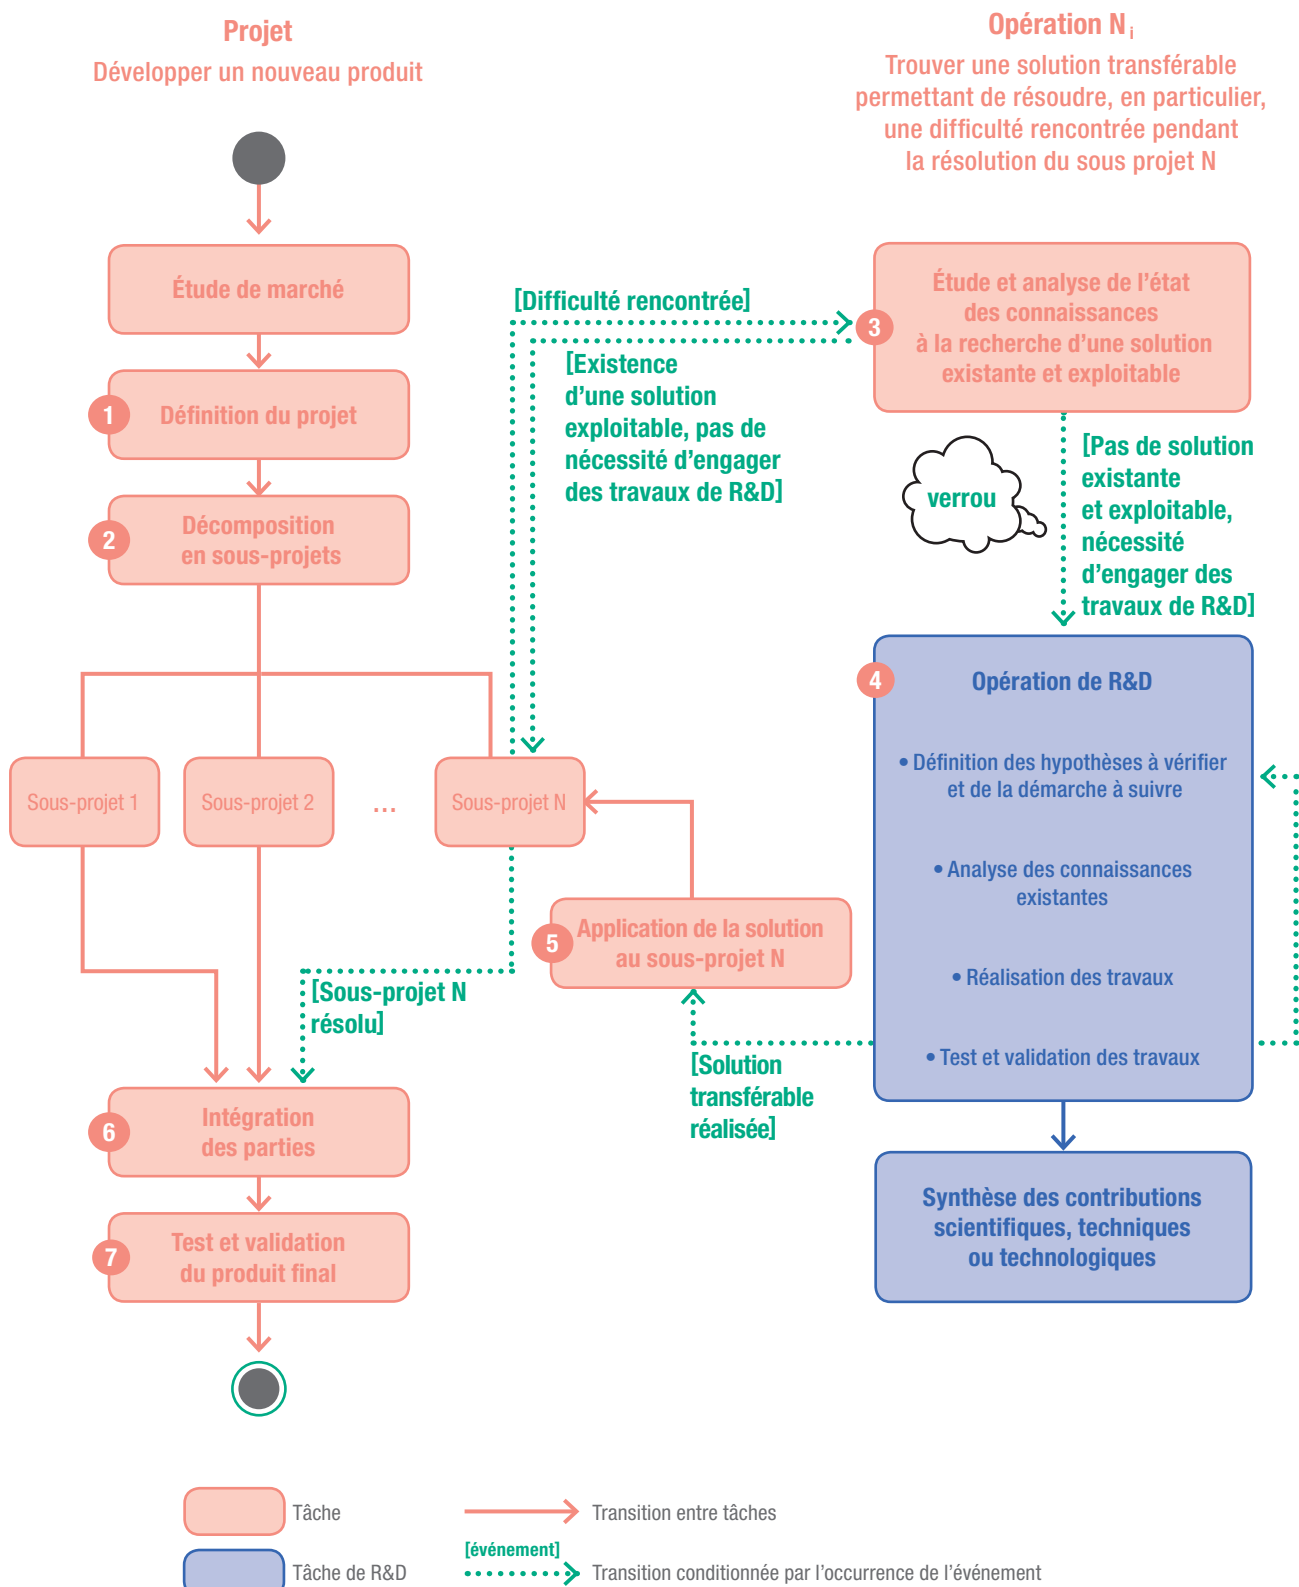 Projet
Développer un nouveau produit
Opération N i
Trouver une solution transférable
permettant de résoudre, en particulier,
une difficulté rencontrée pendant
la résolution du sous projet N
Étude de marché
1
Définition du projet
2
Décomposition
en sous-projets
[Difficulté rencontrée]
[Existence
d’une solution
exploitable, pas de
nécessité d’engager
des travaux de R&D]
3
Étude et analyse de l’état
des connaissances
à la recherche d’une solution
existante et exploitable
verrou
[Pas de solution
existante
et exploitable,
nécessité
d’engager des
travaux de R&D]
4
Opération de R&D
• Définition des hypothèses à vérifier
et de la démarche à suivre
• Analyse des connaissances
existantes
• Réalisation des travaux
• Test et validation des travaux
Sous-projet 1
Sous-projet 2
...
Sous-projet N
5
Application de la solution
au sous-projet N
[Sous-projet N
résolu]
[Solution
transférable
réalisée]
6
Intégration
des parties
7
Test et validation
du produit final
Synthèse des contributions
scientifiques, techniques
ou technologiques
Tâche
Transition entre tâches
Tâche de R&D
[événement]
Transition conditionnée par l’occurrence de l’événement